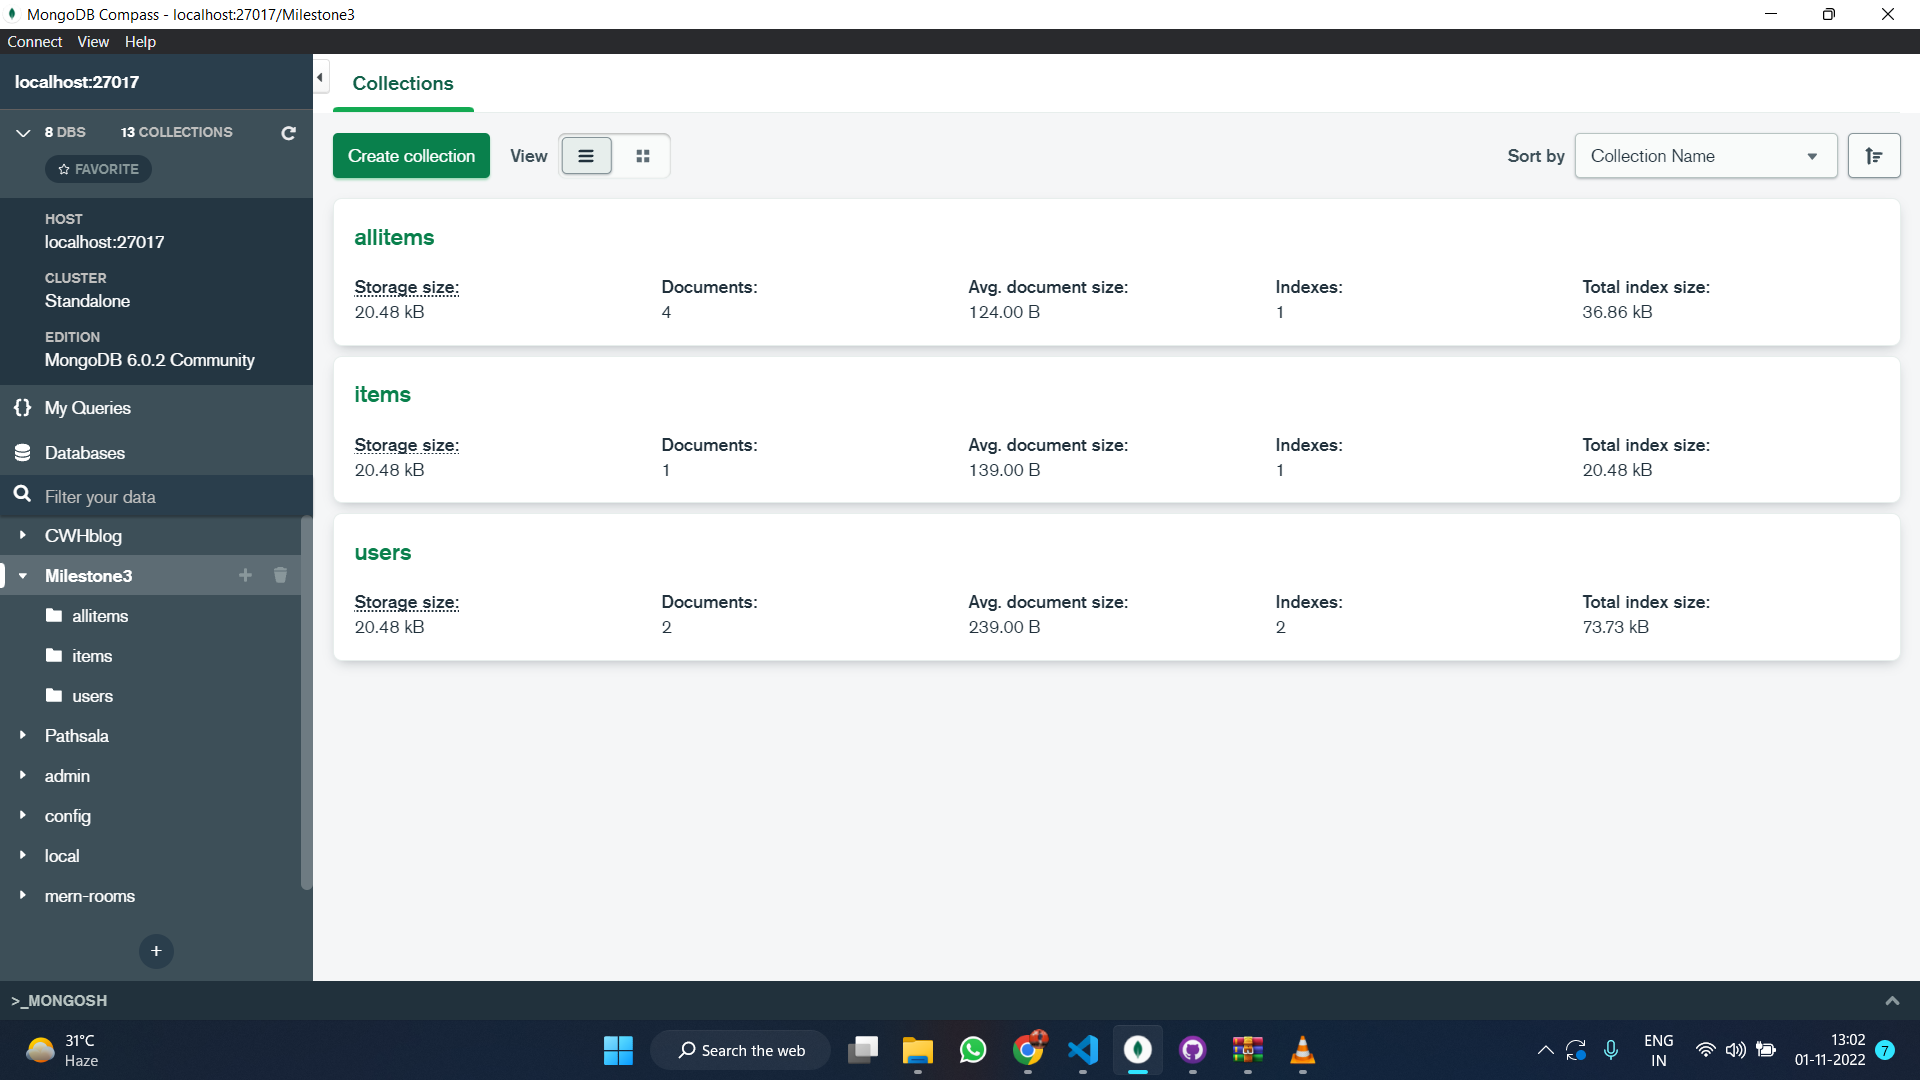 MongoDB Compass - localhost:27017/Milestone3
Connect View Help
localhost:27017
8 DBS 13 COLLECTIONS
FAVORITE
HOST
localhost:27017
CLUSTER
Standalone
EDITION
MongoDB 6.0.2 Community
{} My Queries
Databases
Filter your data
CWHblog
Milestone3
allitems
items
users
Pathsala
admin
config
local
mern-rooms
+
Collections
Create collection View Sort by Collection Name
allitems
Storage size: Documents: Avg. document size: Indexes: Total index size:
20.48 kB 4 124.00 B 1 36.86 kB
items
Storage size: Documents: Avg. document size: Indexes: Total index size:
20.48 kB 1 139.00 B 1 20.48 kB
users
Storage size: Documents: Avg. document size: Indexes: Total index size:
20.48 kB 2 239.00 B 2 73.73 kB
>_MONGOSH
31°C
Haze
Search the web
ENG
IN
13:02
01-11-2022
7